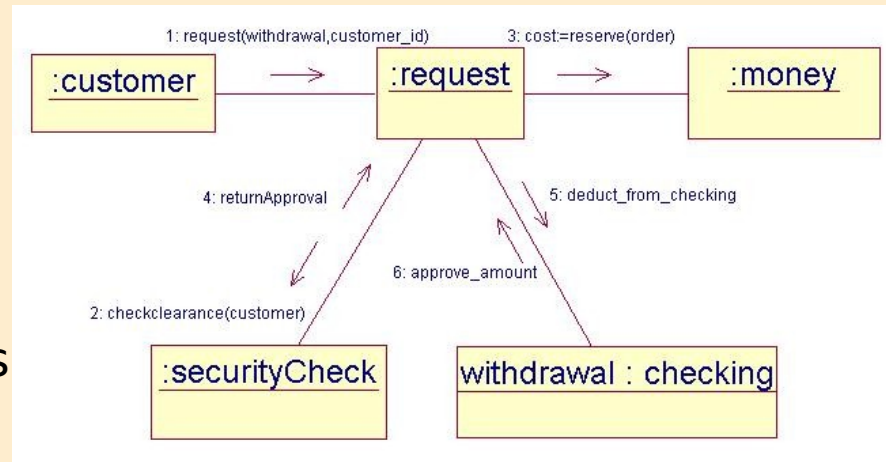 1: request(withdrawal,customer_id)
3: cost:=reserve(order)
:customer
:request
:money
4: returnApproval
5: deduct_from_checking
6: approve_amount
2: checkclearance(customer)
s
:securityCheck
withdrawal : checking